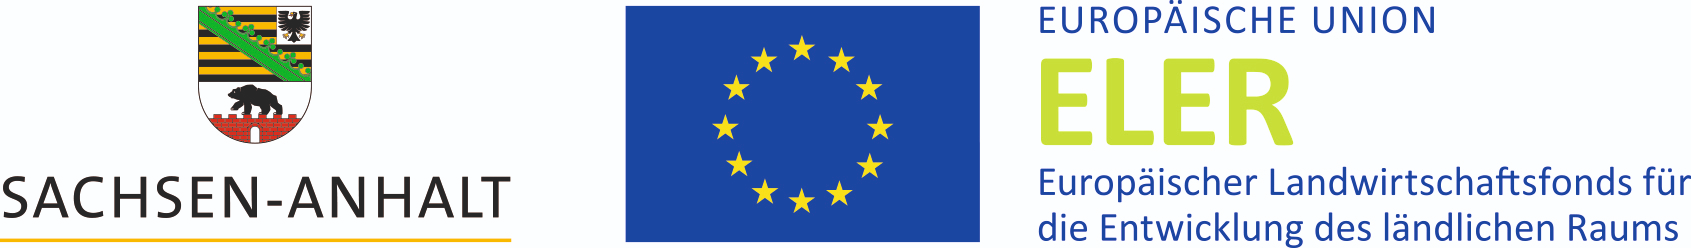 SACHSEN-ANHALT
EUROPÄISCHE UNION
ELER
Europäischer Landwirtschaftsfonds für
die Entwicklung des ländlichen Raums